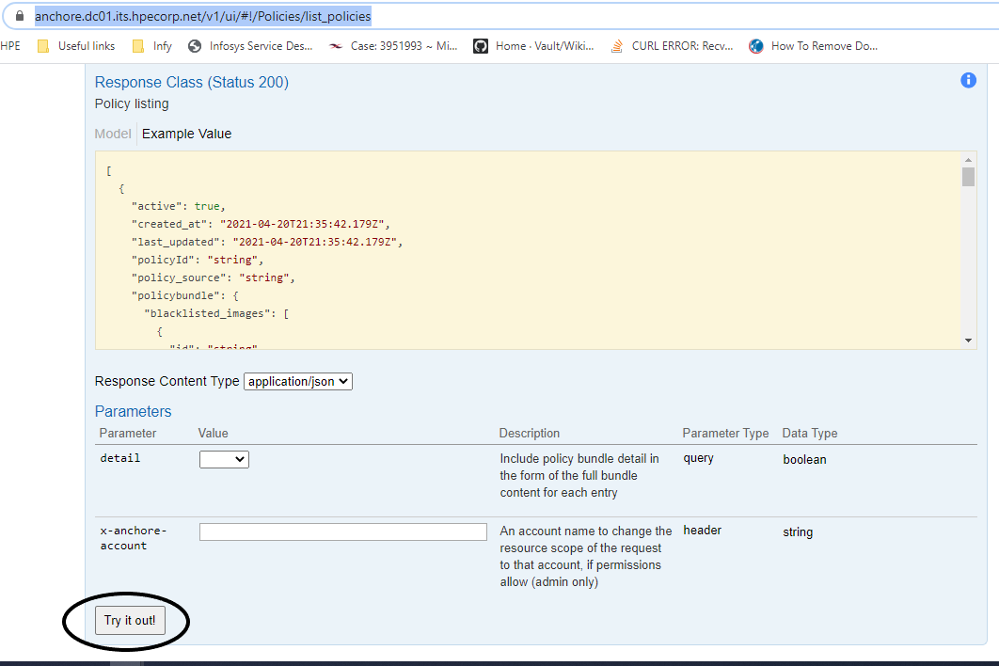 anchore.dc01.its.hpecorp.net/v1/ui/#!/Policies/list_policies
HPE Useful links Infy Infosys Service Des... Case: 3951993 ~ Mi... Home · Vault/Wiki... CURL ERROR: Recv... How To Remove Do...
Response Class (Status 200)
Policy listing
Model Example Value
[
{
"active": true,
"created_at": "2021-04-20T21:35:42.179Z",
"last_updated": "2021-04-20T21:35:42.179Z",
"policyId": "string",
"policy_source": "string",
"policybundle": {
"blacklisted_images": [
{
"id": "string"
Response Content Type application/json
Parameters
Parameter Value Description Parameter Type Data Type
detail Include policy bundle detail in query boolean
the form of the full bundle
content for each entry
x-anchore- An account name to change the header string
account resource scope of the request
to that account, if permissions
allow (admin only)
Try it out!